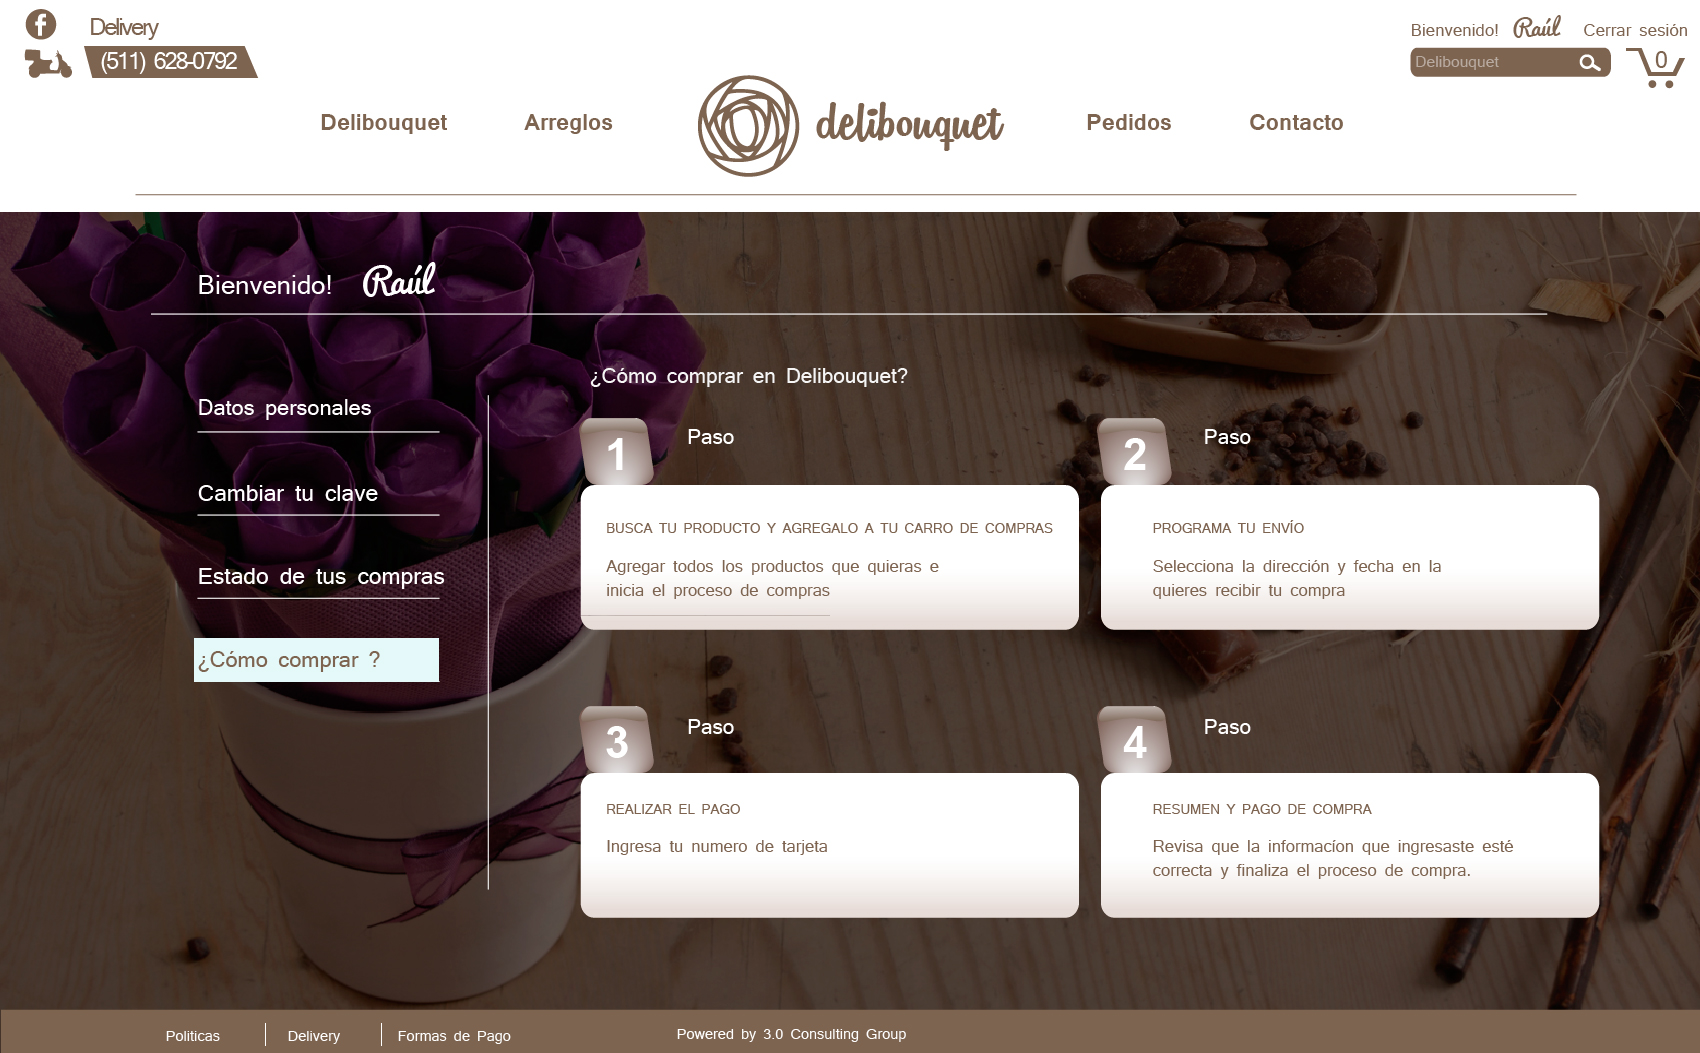 Delivery
(511) 628-0792
Bienvenido! Raúl Cerrar sesión
Delibouquet
0
Delibouquet
Arreglos
delibouquet
Pedidos
Contacto
Bienvenido! Raúl
Datos personales
Cambiar tu clave
Estado de tus compras
¿Cómo comprar ?
¿Cómo comprar en Delibouquet?
1 Paso
BUSCA TU PRODUCTO Y AGREGALO A TU CARRO DE COMPRAS
Agregar todos los productos que quieras e
inicia el proceso de compras
2 Paso
PROGRAMA TU ENVÍO
Selecciona la dirección y fecha en la
quieres recibir tu compra
3 Paso
REALIZAR EL PAGO
Ingresa tu numero de tarjeta
4 Paso
RESUMEN Y PAGO DE COMPRA
Revisa que la informacíon que ingresaste esté
correcta y finaliza el proceso de compra.
Politicas
Delivery
Formas de Pago
Powered by 3.0 Consulting Group